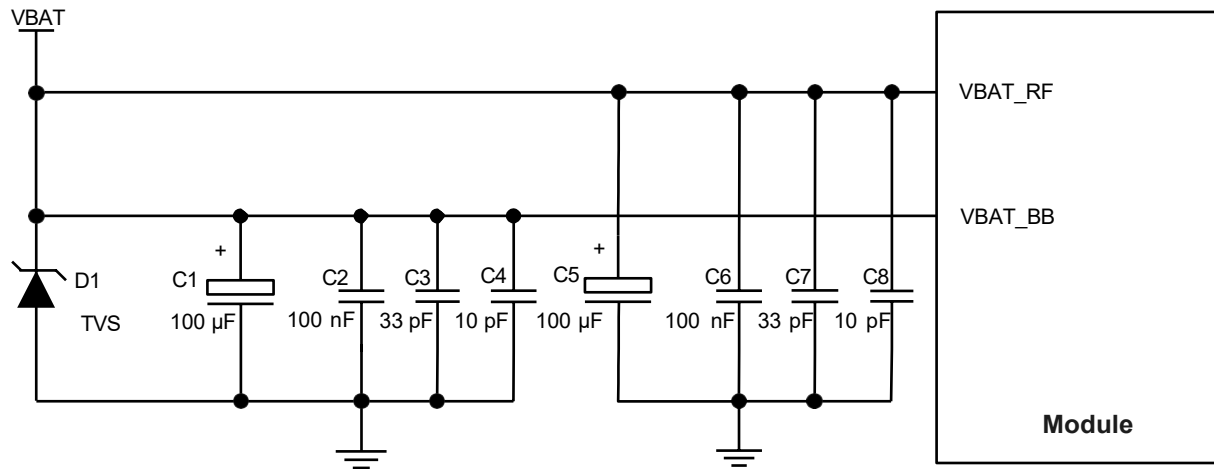 VBAT
VBAT_RF
VBAT_BB
+
+
D1
C1
C2
C3
C4
C5
C6
C7
C8
TVS
100 µF
100 nF
33 pF
10 pF
100 µF
100 nF
33 pF
10 pF
Module